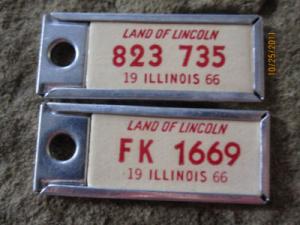 LAND OF LINCOLN
823 735
19 ILLINOIS 66
LAND OF LINCOLN
FK 1669
19 ILLINOIS 66
10/25/2011